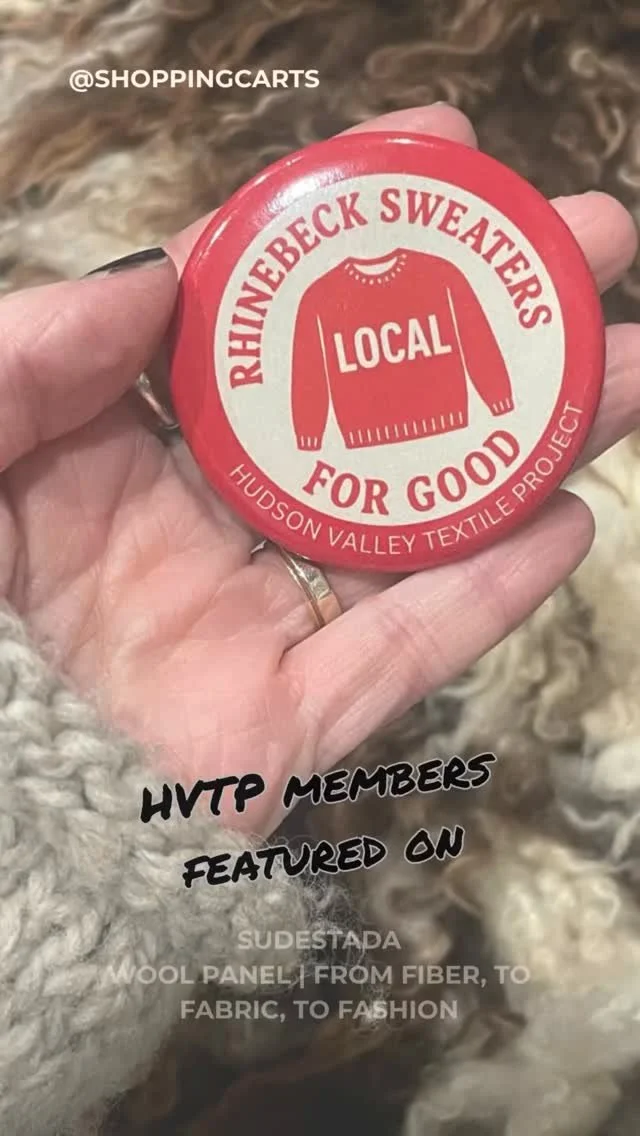 @SHOPPINGCARTS
RHINEBECK SWEATERS
LOCAL
FOR GOOD
HUDSON VALLEY TEXTILE PROJECT
HVTP MEMBERS
FEATURED ON
SUDESTADA
WOOL PANEL | FROM FIBER, TO
FABRIC, TO FASHION